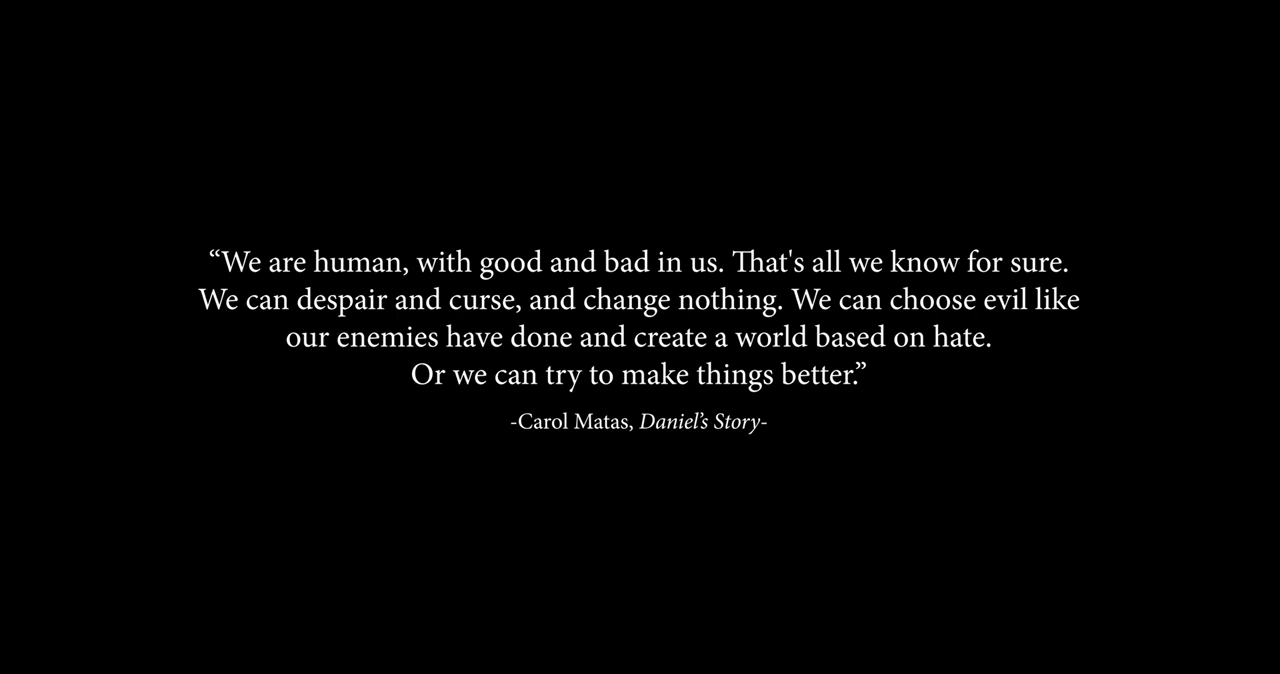 “We are human, with good and bad in us. That's all we know for sure.
We can despair and curse, and change nothing. We can choose evil like
our enemies have done and create a world based on hate.
Or we can try to make things better.”
-Carol Matas, Daniel’s Story-